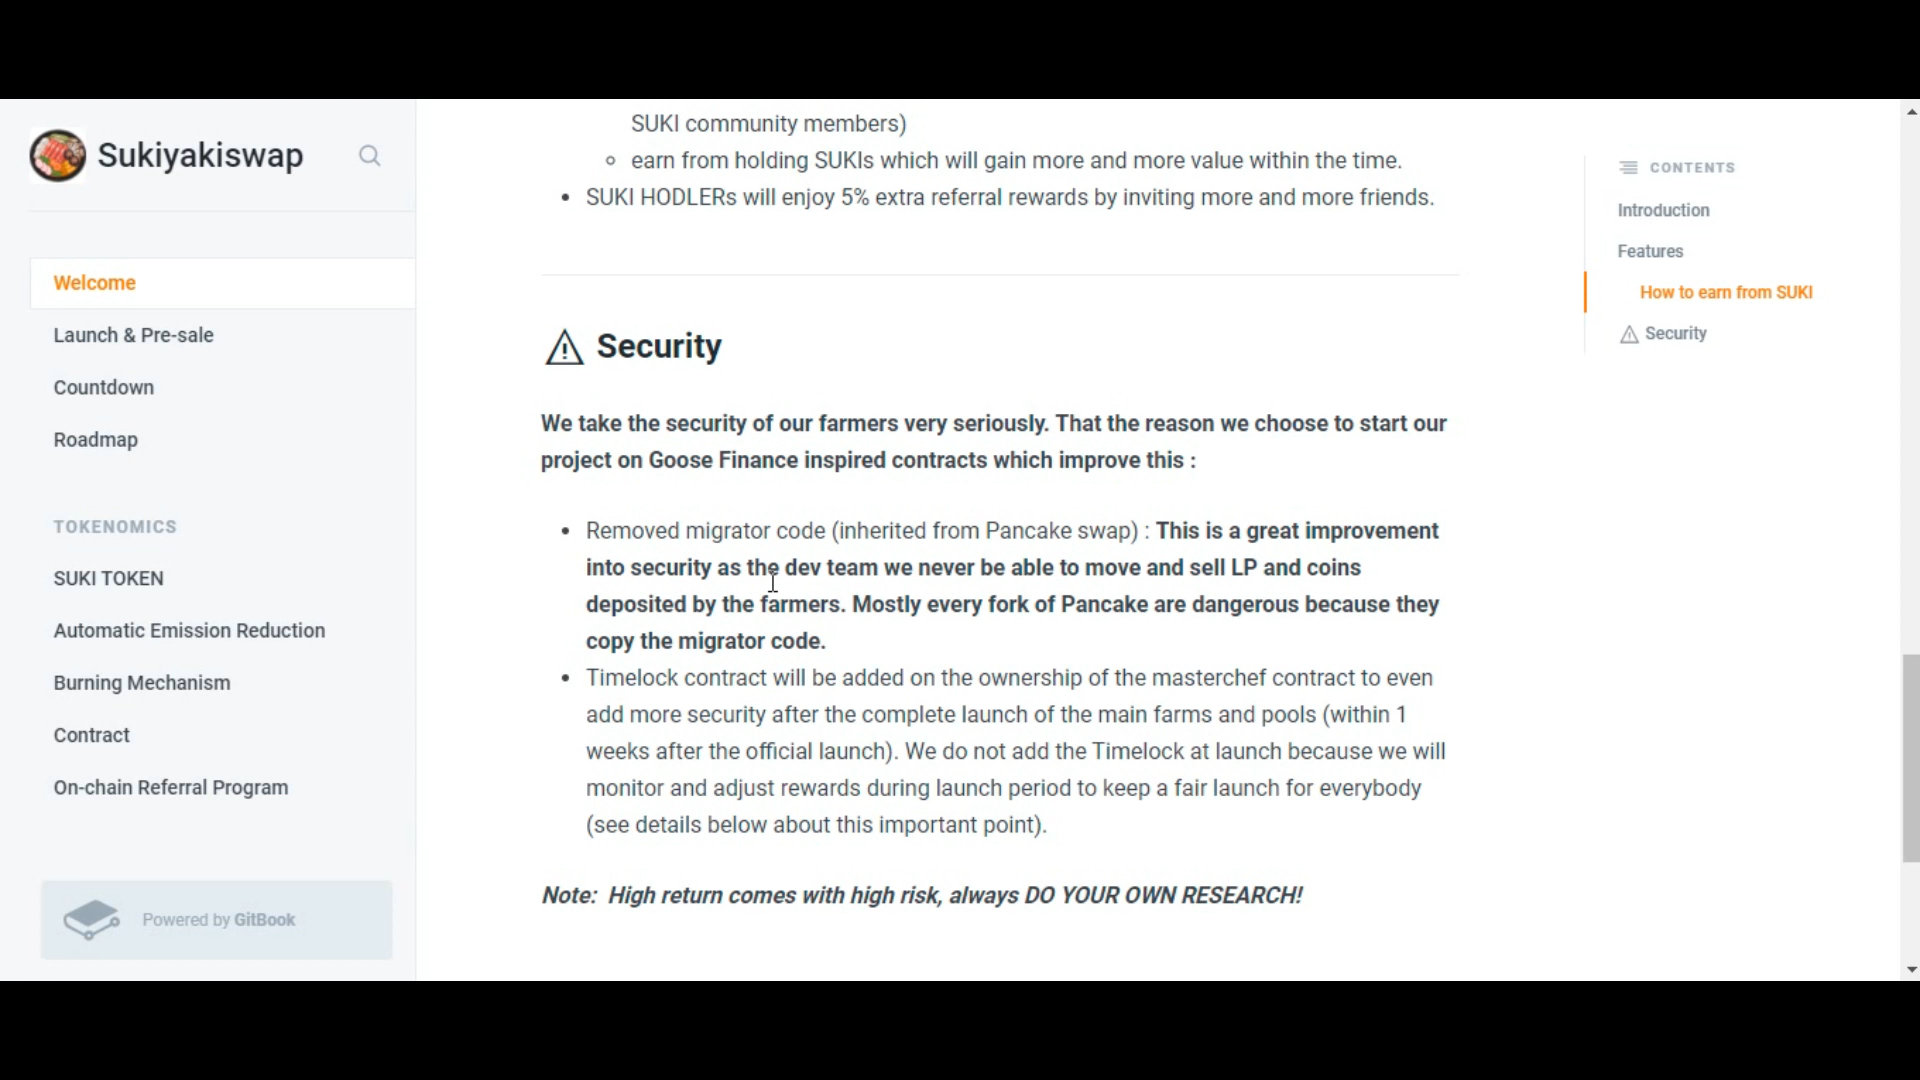 Sukiyakiswap
Welcome
Launch & Pre-sale
Countdown
Roadmap
TOKENOMICS
SUKI TOKEN
Automatic Emission Reduction
Burning Mechanism
Contract
On-chain Referral Program
Powered by GitBook
SUKI community members)
earn from holding SUKIs which will gain more and more value within the time.
SUKI HODLERs will enjoy 5% extra referral rewards by inviting more and more friends.
Security
We take the security of our farmers very seriously. That the reason we choose to start our
project on Goose Finance inspired contracts which improve this :
Removed migrator code (inherited from Pancake swap) : This is a great improvement
into security as the dev team we never be able to move and sell LP and coins
deposited by the farmers. Mostly every fork of Pancake are dangerous because they
copy the migrator code.
Timelock contract will be added on the ownership of the masterchef contract to even
add more security after the complete launch of the main farms and pools (within 1
weeks after the official launch). We do not add the Timelock at launch because we will
monitor and adjust rewards during launch period to keep a fair launch for everybody
(see details below about this important point).
Note: High return comes with high risk, always DO YOUR OWN RESEARCH!
CONTENTS
Introduction
Features
How to earn from SUKI
Security